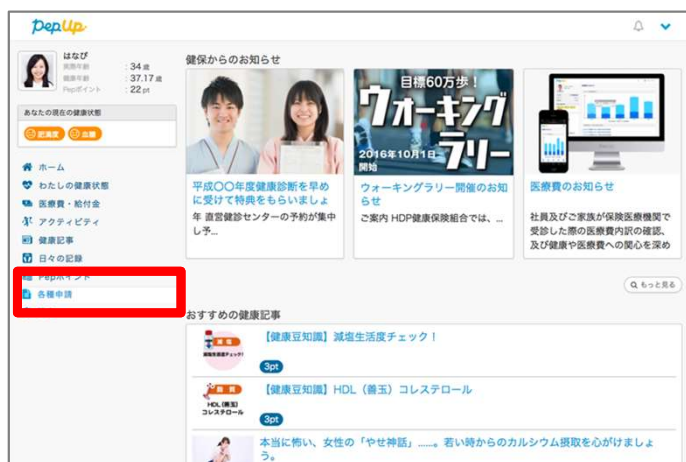 PepUp
はなび
実際年齢 : 34 歳
健康年齢 : 37.17 歳
Pepポイント : 22 pt
あなたの現在の健康状態
肥満度 血糖
ホーム
わたしの健康状態
医療費・給付金
アクティビティ
健康記事
日々の記録
Pepポイント
各種申請
健保からのお知らせ
平成〇〇年度健康診断を早め
に受けて特典をもらいましょ
年 直営健診センターの予約が集中
し予...
目標60万歩！
ウォーキング
ラリー
2016年10月1日
開始
ウォーキングラリー開催のお知
らせ
ご案内 HDP健康保険組合では、...
医療費のお知らせ
社員及びご家族が保険医療機関で
受診した際の医療費内訳の確認、
及び健康や医療費への関心を深め
もっと見る
おすすめの健康記事
減塩
減塩生活度チェック!
【健康豆知識】減塩生活度チェック！
3pt
脂質
HDL（善玉）
コレステロール
【健康豆知識】HDL（善玉）コレステロール
3pt
本当に怖い、女性の「やせ神話」......。若い時からのカルシウム摂取を心がけましょ
う。